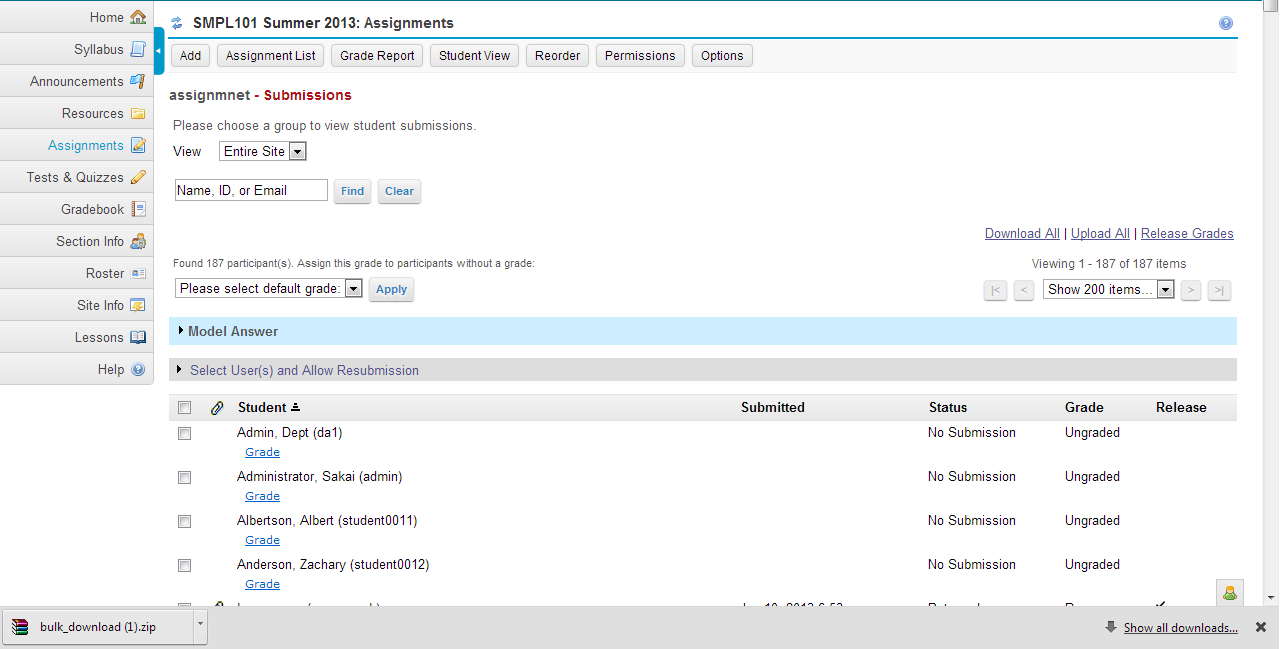 Home
Syllabus
Announcements
Resources
Assignments
Tests & Quizzes
Gradebook
Section Info
Roster
Site Info
Lessons
Help
SMPL101 Summer 2013: Assignments
Add Assignment List Grade Report Student View Reorder Permissions Options
assignmnet - Submissions
Please choose a group to view student submissions.
View Entire Site
Name, ID, or Email Find Clear
Download All | Upload All | Release Grades
Found 187 participant(s). Assign this grade to participants without a grade:
Please select default grade: Apply
Viewing 1 - 187 of 187 items
|< < Show 200 items... > >|
Model Answer
Select User(s) and Allow Resubmission
Student Submitted Status Grade Release
Admin, Dept (da1) No Submission Ungraded
Grade
Administrator, Sakai (admin) No Submission Ungraded
Grade
Albertson, Albert (student0011) No Submission Ungraded
Grade
Anderson, Zachary (student0012) No Submission Ungraded
Grade
bulk_download (1).zip
Show all downloads...